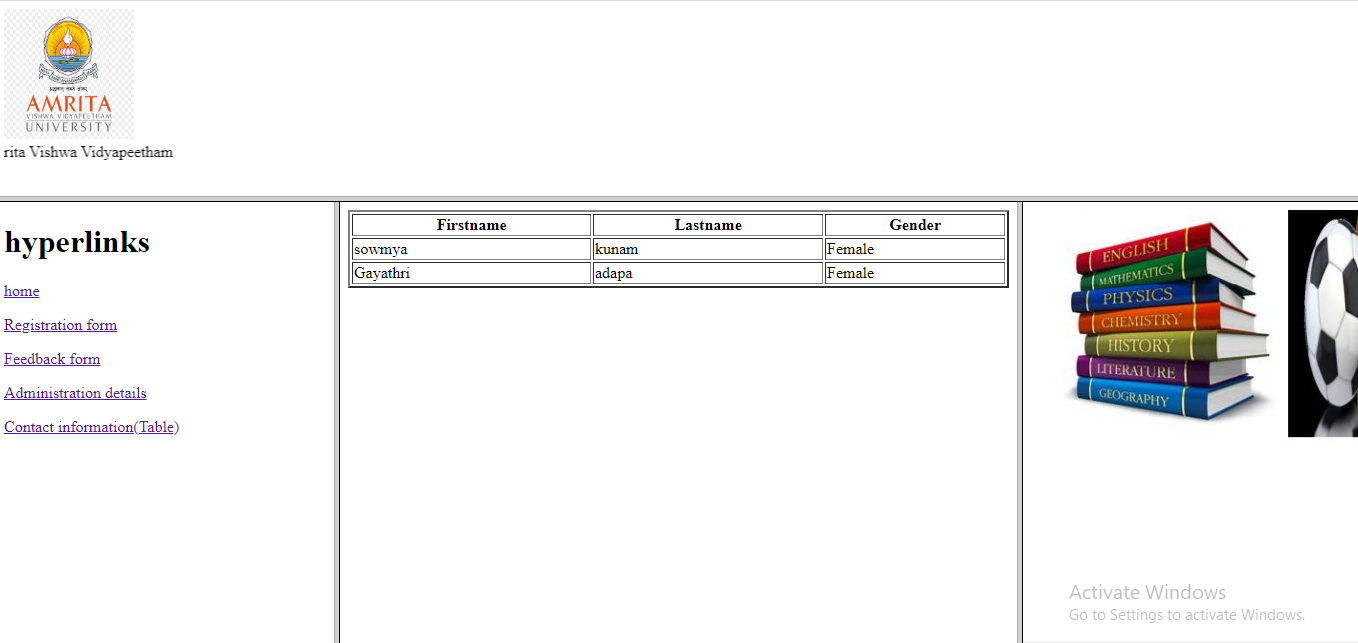 AMRITA
VISHWA VIDYAPEETHAM
UNIVERSITY
rita Vishwa Vidyapeetham
hyperlinks
home
Registration form
Feedback form
Administration details
Contact information(Table)
Firstname Lastname Gender
sowmya kunam Female
Gayathri adapa Female
ENGLISH
MATHEMATICS
PHYSICS
CHEMISTRY
HISTORY
LITERATURE
GEOGRAPHY
Activate Windows
Go to Settings to activate Windows.